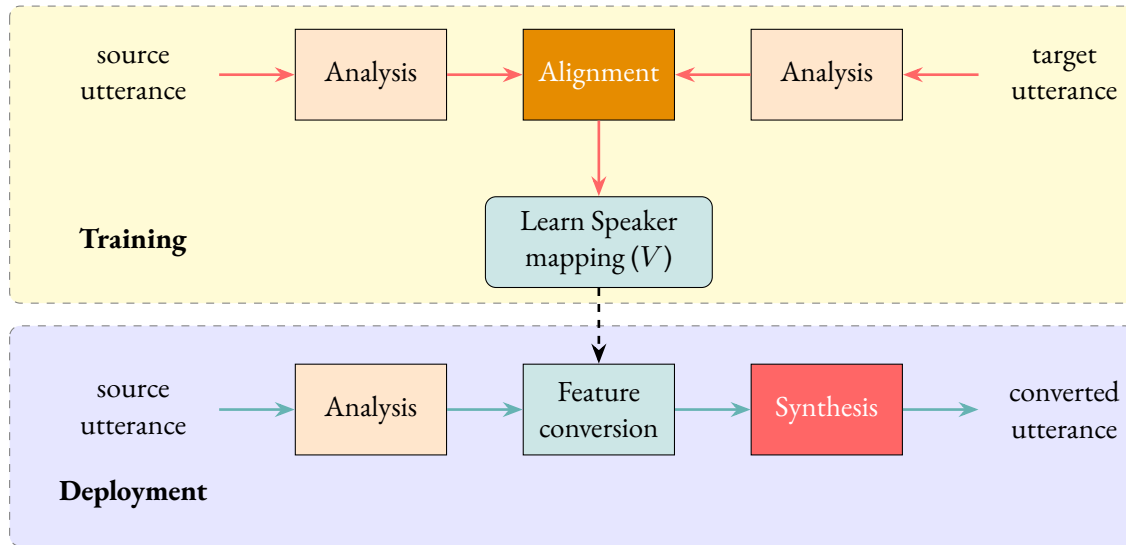 source
utterance
Analysis
Alignment
Analysis
target
utterance
Learn Speaker
mapping (V)
Training
source
utterance
Analysis
Feature
conversion
Synthesis
converted
utterance
Deployment